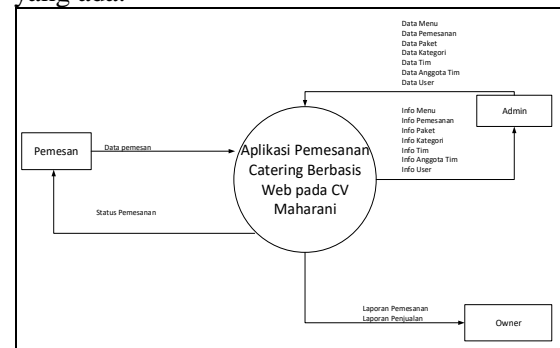 yang ada.
Data Menu
Data Pemesanan
Data Paket
Data Kategori
Data Tim
Data Anggota Tim
Data User
Info Menu
Info Pemesanan
Info Paket
Info Kategori
Info Tim
Info Anggota Tim
Info User
Admin
Pemesan
Data pemesan
Aplikasi Pemesanan
Catering Berbasis
Web pada CV
Maharani
Status Pemesanan
Laporan Pemesanan
Laporan Penjualan
Owner